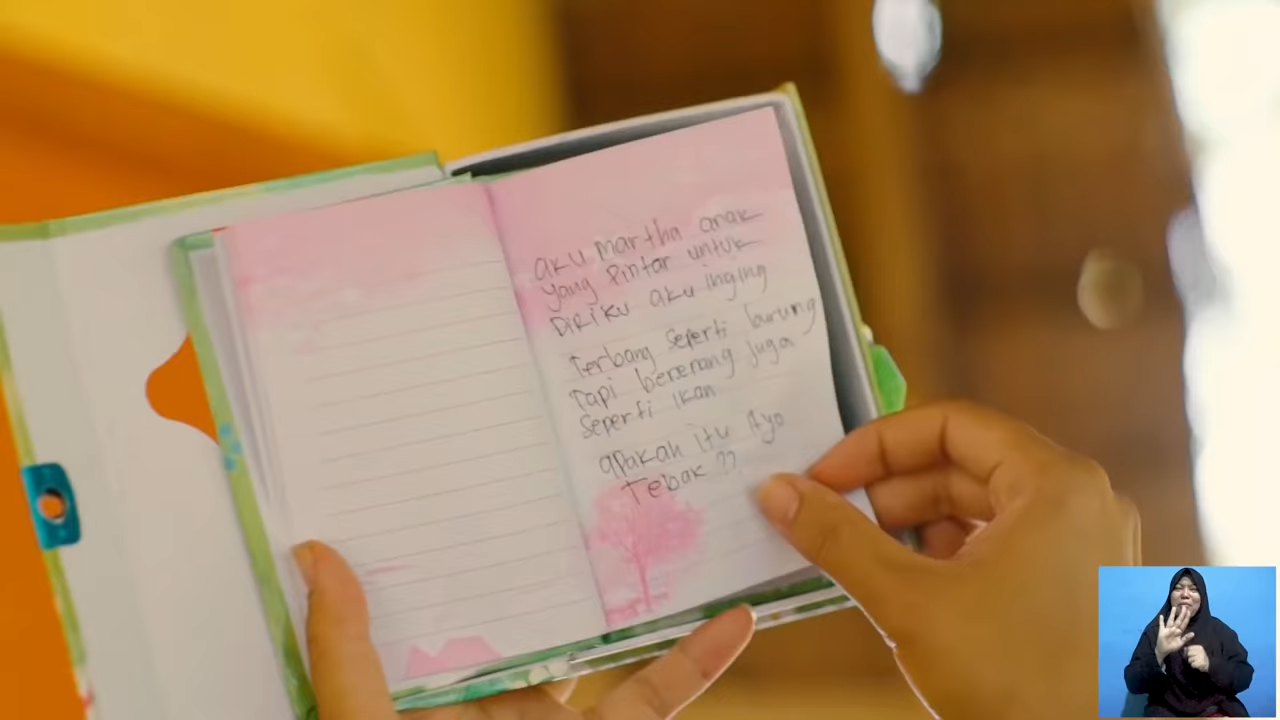 aku martha anak
yang pintar untuk
DiRiku aku inging
Terbang seperti burung
Tapi berenang juga
Seperti ikan
apakah itu Ayo
Tebak ??